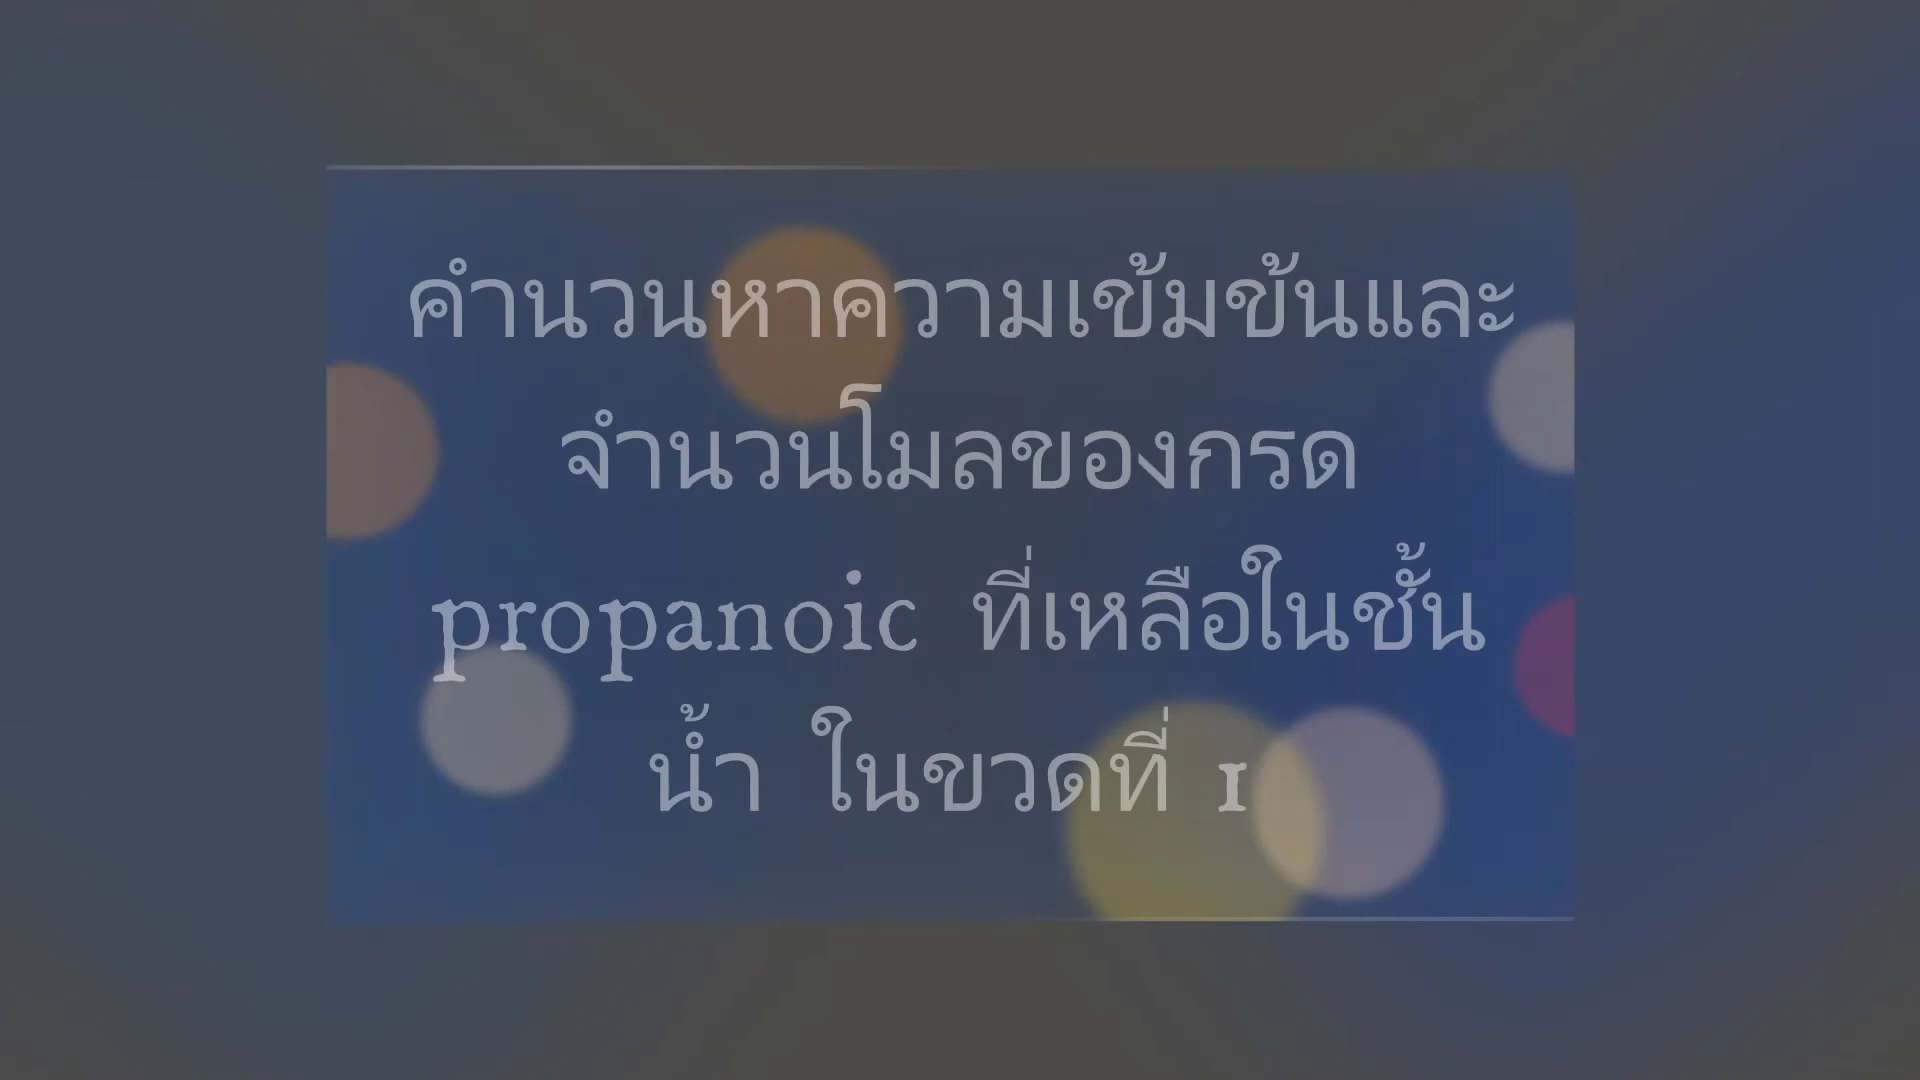 คำนวนหาความเข้มข้นและ
จำนวนโมลของกรด
propanoic ที่เหลือในชั้น
น้ำ ในขวดที่ 1